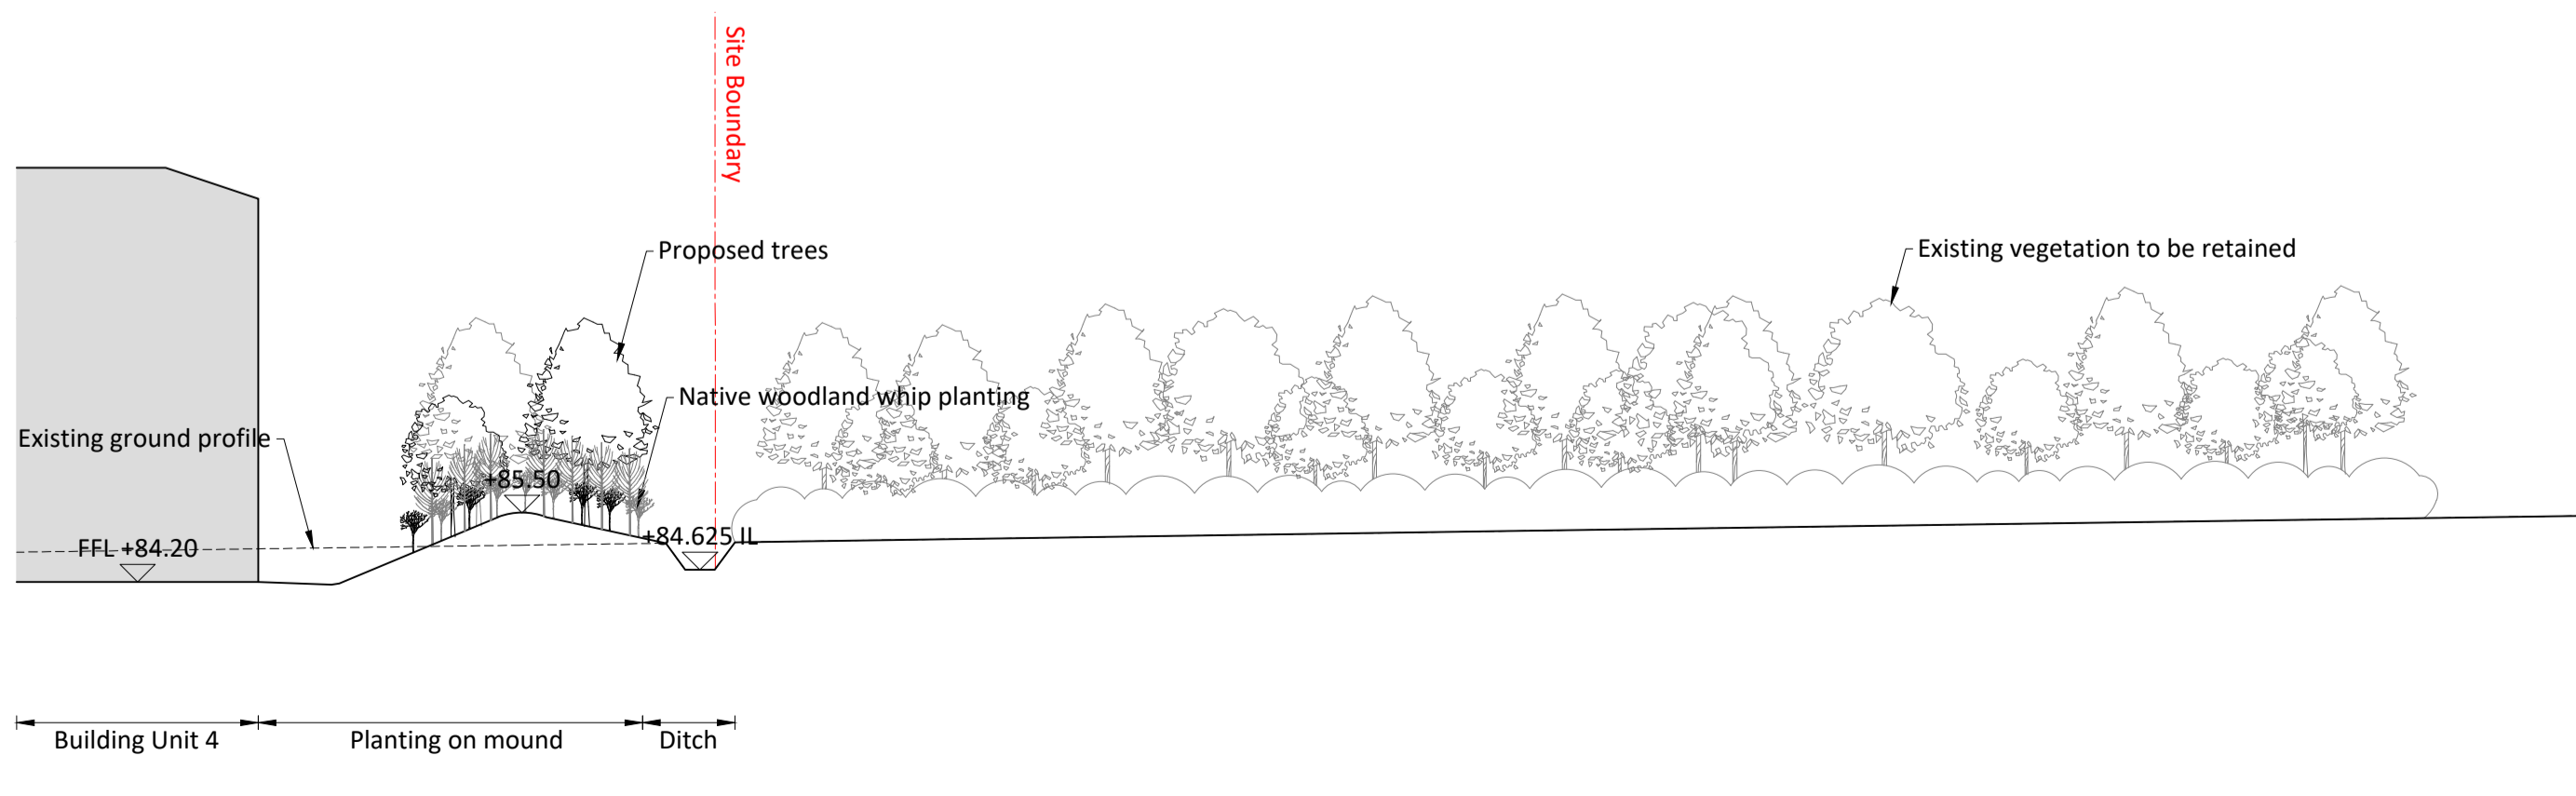 Site Boundary
Proposed trees
Existing vegetation to be retained
Native woodland whip planting
Existing ground profile
+85.50
+84.625 IL
FFL +84.20
Building Unit 4
Planting on mound
Ditch